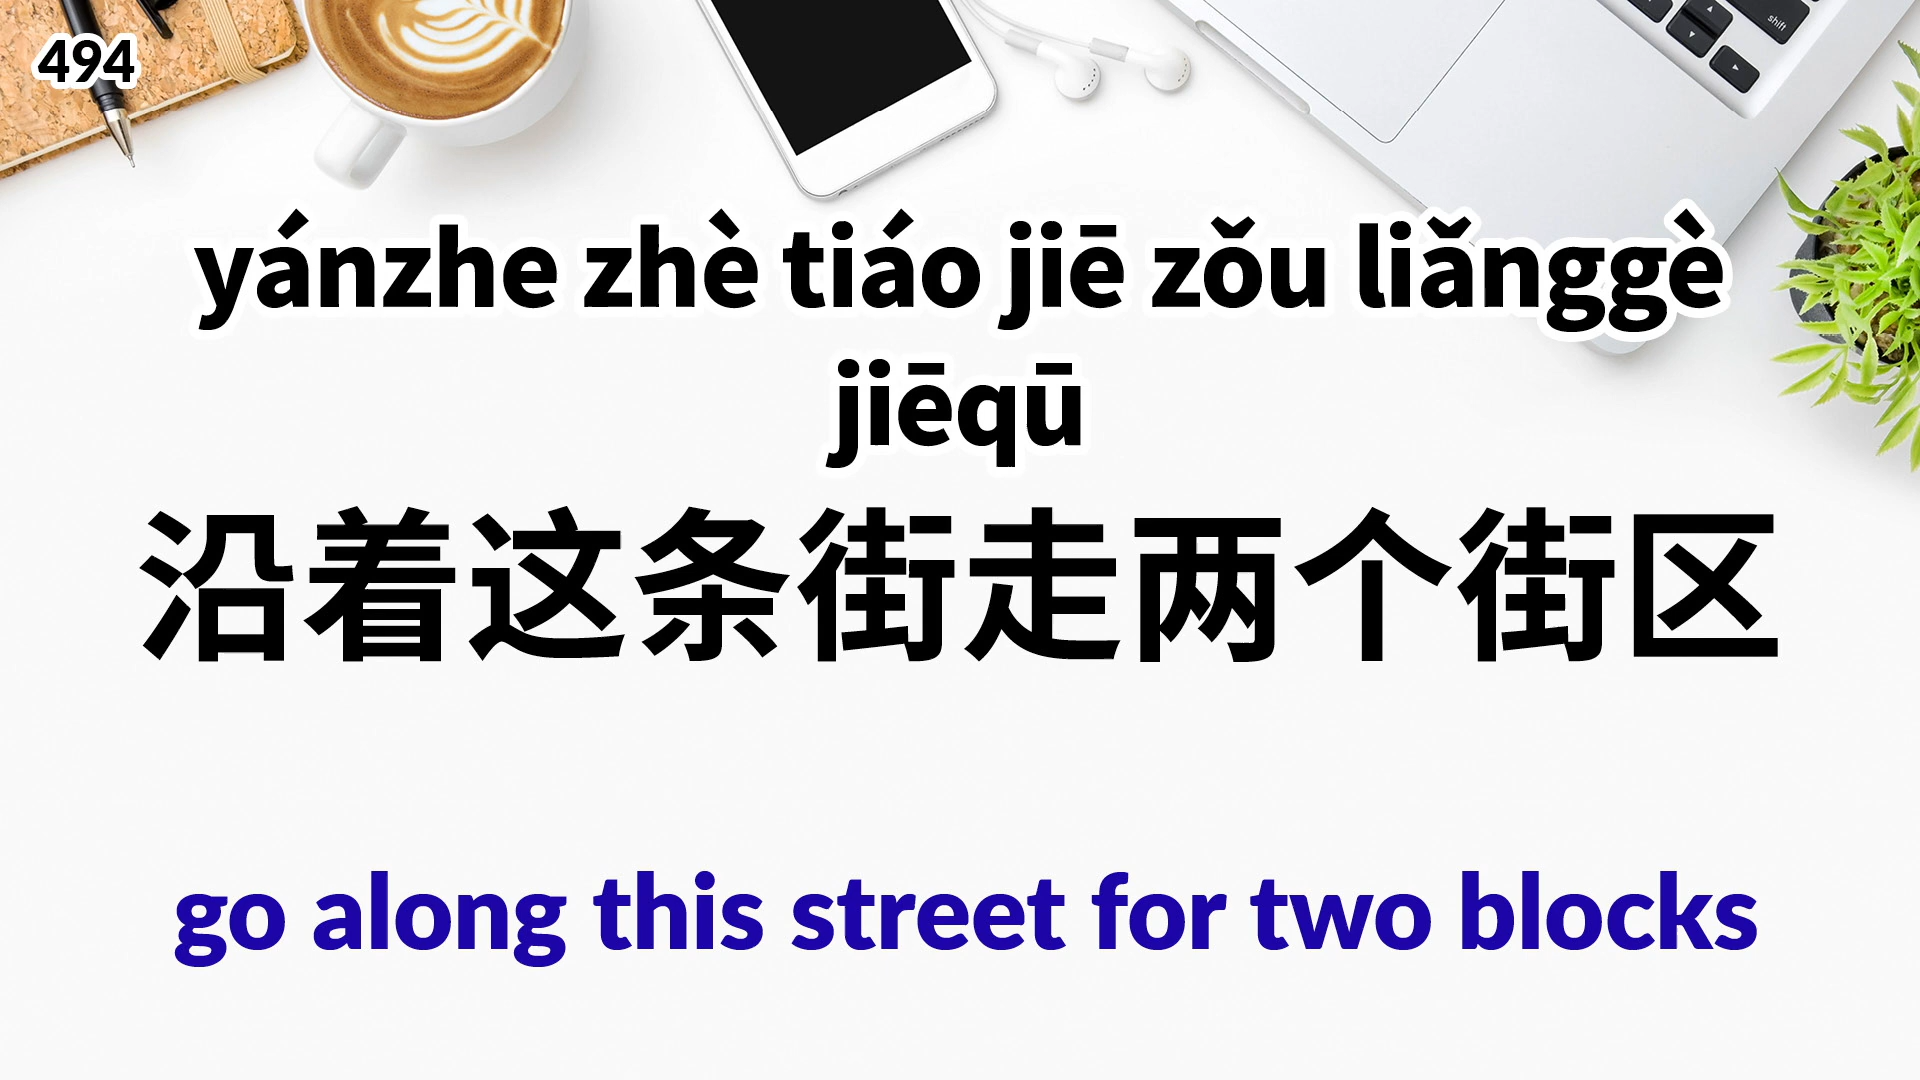 494
yánzhe zhè tiáo jiē zǒu liǎnggè
jiēqū
沿着这条街走两个街区
go along this street for two blocks
shift